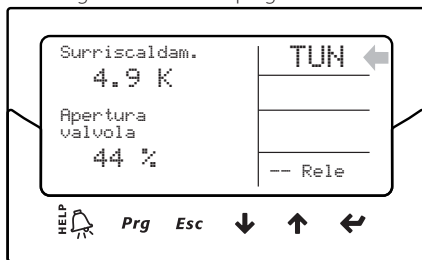 Surriscaldam.
4.9 K
Apertura
valvola
44 %
TUN
-- Rele
HELP
Prg
Esc